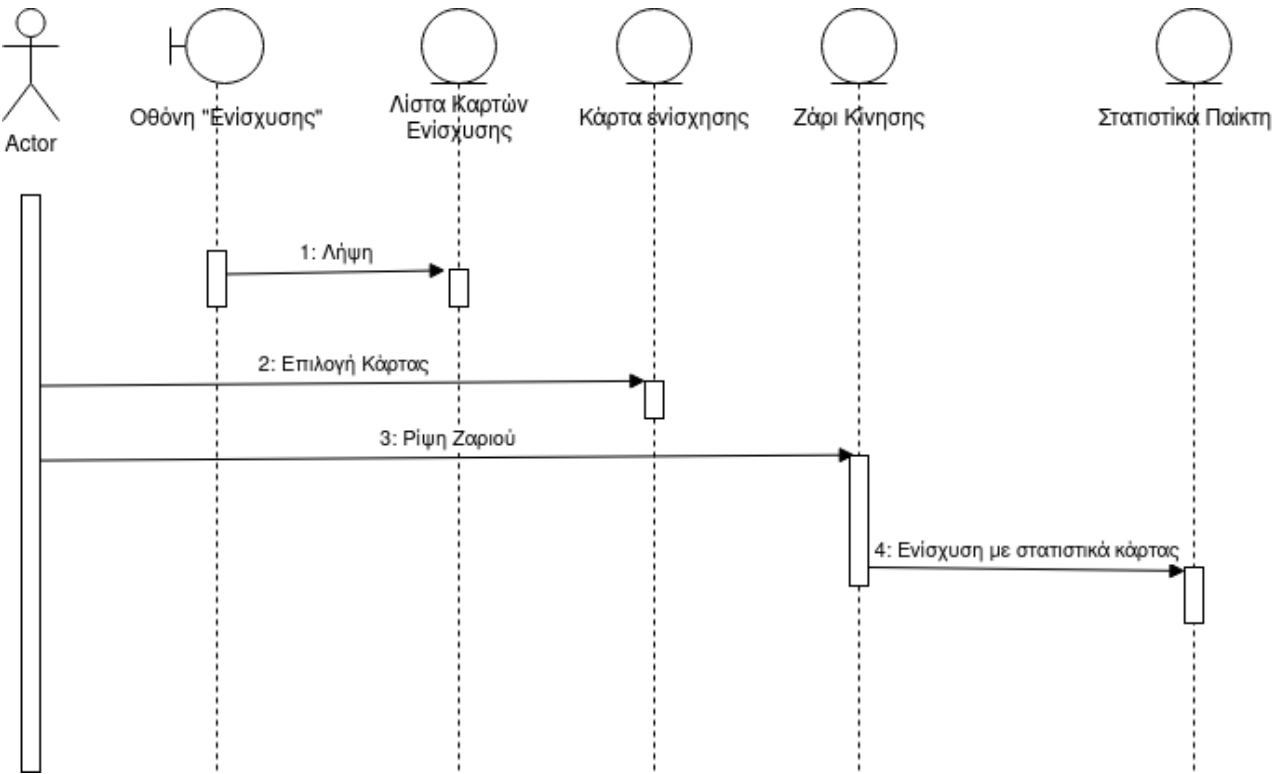 Actor
Οθόνη "Ενίσχυσης"
Λίστα Καρτών
Ενίσχυσης
Κάρτα ενίσχησης
Ζάρι Κίνησης
Στατιστίκά Παίκτη
1: Λήψη
2: Επιλογή Κάρτας
3: Ρίψη Ζαριού
4: Ενίσχυση με στατιστικά κάρτας